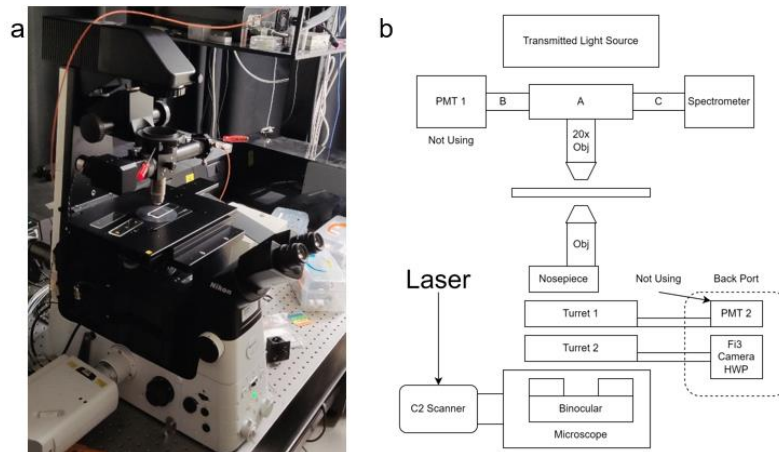 a
Nikon
b
Transmitted Light Source
PMT 1
B
A
C
Spectrometer
Not Using
20x
Obj
Obj
Nosepiece
Laser
Not Using
Back Port
Turret 1
PMT 2
Turret 2
Fi3
Camera
HWP
C2 Scanner
Binocular
Microscope